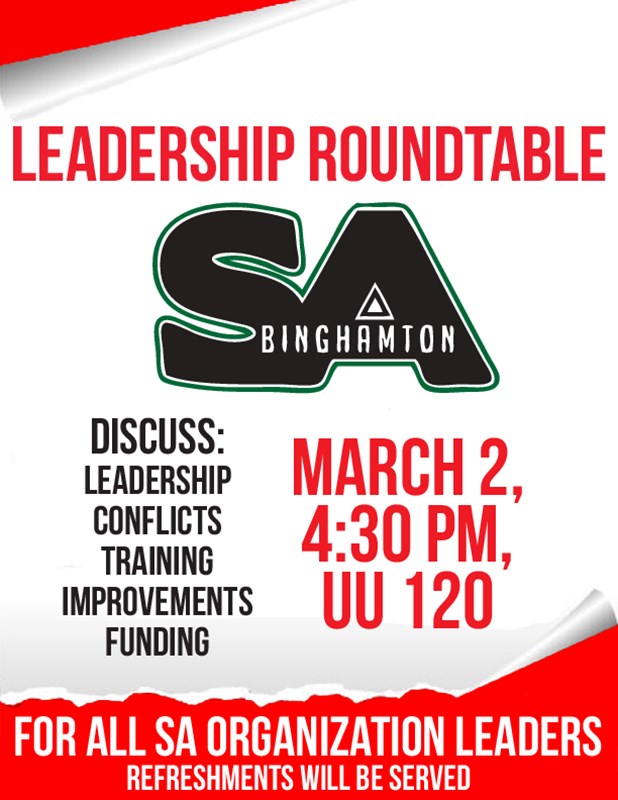 LEADERSHIP ROUNDTABLE
SA
BINGHAMTON
DISCUSS:
LEADERSHIP
CONFLICTS
TRAINING
IMPROVEMENTS
FUNDING
MARCH 2,
4:30 PM,
UU 120
FOR ALL SA ORGANIZATION LEADERS
REFRESHMENTS WILL BE SERVED